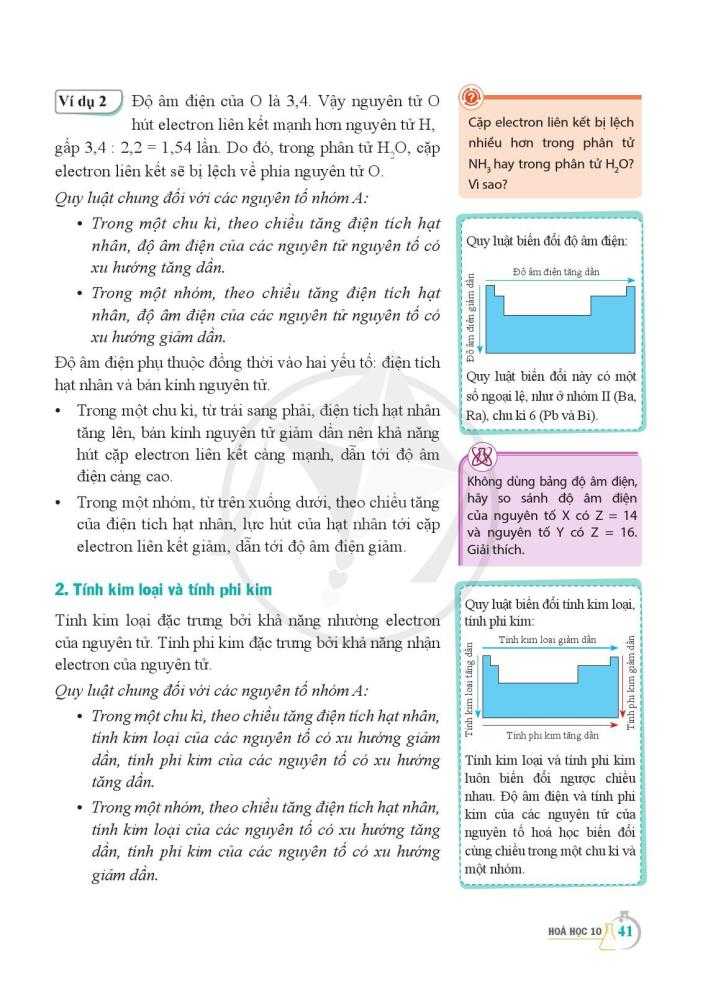 Ví dụ 2
Độ âm điện của O là 3,4. Vậy nguyên tử O
hút electron liên kết mạnh hơn nguyên tử H,
gấp 3,4 : 2,2 = 1,54 lần. Do đó, trong phân tử H₂O, cặp
electron liên kết sẽ bị lệch về phía nguyên tử O.
Quy luật chung đối với các nguyên tố nhóm A:
• Trong một chu kì, theo chiều tăng điện tích hạt
nhân, độ âm điện của các nguyên tử nguyên tố có
xu hướng tăng dần.
• Trong một nhóm, theo chiều tăng điện tích hạt
nhân, độ âm điện của các nguyên tử nguyên tố có
xu hướng giảm dần.
Độ âm điện phụ thuộc đồng thời vào hai yếu tố: điện tích
hạt nhân và bán kính nguyên tử.
• Trong một chu kì, từ trái sang phải, điện tích hạt nhân
tăng lên, bán kính nguyên tử giảm dần nên khả năng
hút cặp electron liên kết càng mạnh, dẫn tới độ âm
điện càng cao.
• Trong một nhóm, từ trên xuống dưới, theo chiều tăng
của điện tích hạt nhân, lực hút của hạt nhân tới cặp
electron liên kết giảm, dẫn tới độ âm điện giảm.
2. Tính kim loại và tính phi kim
Tính kim loại đặc trưng bởi khả năng nhường electron
của nguyên tử. Tính phi kim đặc trưng bởi khả năng nhận
electron của nguyên tử.
Quy luật chung đối với các nguyên tố nhóm A:
• Trong một chu kì, theo chiều tăng điện tích hạt nhân,
tính kim loại của các nguyên tố có xu hướng giảm
dần, tính phi kim của các nguyên tố có xu hướng
tăng dần.
• Trong một nhóm, theo chiều tăng điện tích hạt nhân,
tính kim loại của các nguyên tố có xu hướng tăng
dần, tính phi kim của các nguyên tố có xu hướng
giảm dần.
?
Cặp electron liên kết bị lệch
nhiều hơn trong phân tử
NH₃ hay trong phân tử H₂O?
Vì sao?
Quy luật biến đổi độ âm điện:
Độ âm điện tăng dần
Độ âm điện giảm dần
Quy luật biến đổi này có một
số ngoại lệ, như ở nhóm II (Ba,
Ra), chu kì 6 (Pb và Bi).
Không dùng bảng độ âm điện,
hãy so sánh độ âm điện
của nguyên tố X có Z = 14
và nguyên tố Y có Z = 16.
Giải thích.
Quy luật biến đổi tính kim loại,
tính phi kim:
Tính kim loại giảm dần
Tính kim loại tăng dần
Tính phi kim giảm dần
Tính phi kim tăng dần
Tính kim loại và tính phi kim
luôn biến đổi ngược chiều
nhau. Độ âm điện và tính phi
kim của các nguyên tử của
nguyên tố hoá học biến đổi
cùng chiều trong một chu kì và
một nhóm.
HOÁ HỌC 10
41